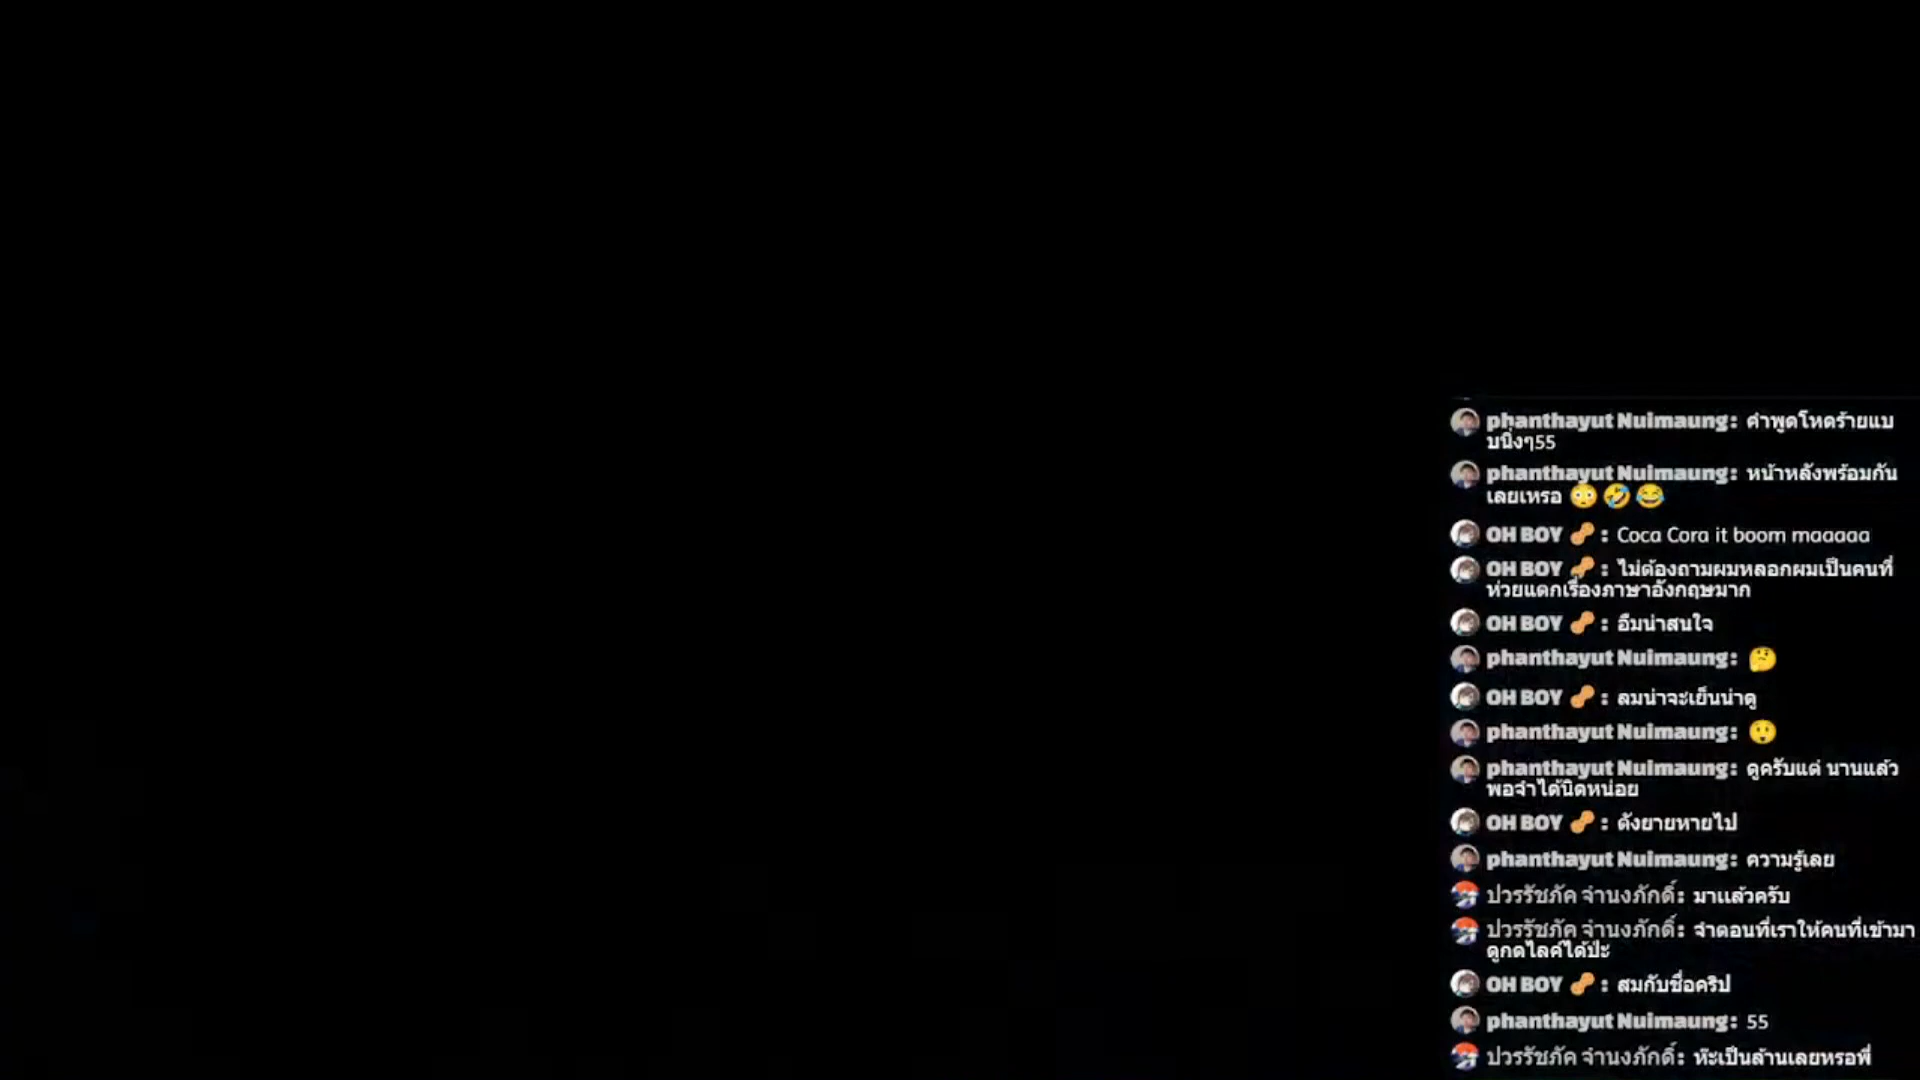 phanthayut Nuimaung: คำพูดโหดร้ายแบ
บนิ่งๆ55
phanthayut Nuimaung: หน้าหลังพร้อมกัน
เลยเหรอ 😳 🤣 😂
OH BOY 🥜 : Coca Cora it boom maaaaa
OH BOY 🥜 : ไม่ต้องถามผมหลอกผมเป็นคนที่
ห่วยแตกเรื่องภาษาอังกฤษมาก
OH BOY 🥜 : อืมน่าสนใจ
phanthayut Nuimaung: 🤔
OH BOY 🥜 : ลมน่าจะเย็นน่าดู
phanthayut Nuimaung: 😲
phanthayut Nuimaung: ดูครับแต่ นานแล้ว
พอจำได้นิดหน่อย
OH BOY 🥜 : ดังยายหายไป
phanthayut Nuimaung: ความรู้เลย
ปวรรัชภัค จำนงภักดิ์: มาแล้วครับ
ปวรรัชภัค จำนงภักดิ์: จำตอนที่เราให้คนที่เข้ามา
ดูกดไลค์ได้ป่ะ
OH BOY 🥜 : สมกับชื่อคริป
phanthayut Nuimaung: 55
ปวรรัชภัค จำนงภักดิ์: ห๊ะเป็นล้านเลยหรอพี่